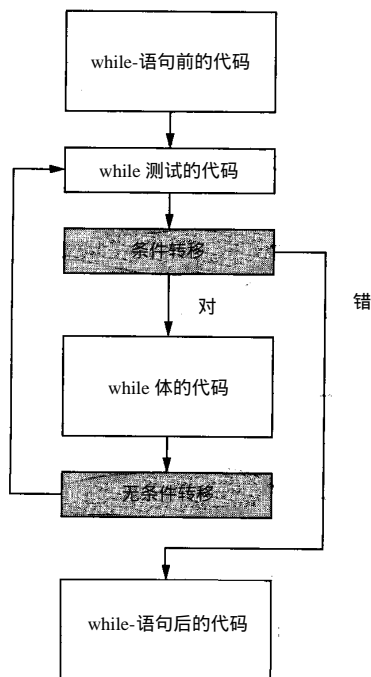 while-语句前的代码
while 测试的代码
条件转移
对
错
while 体的代码
无条件转移
while-语句后的代码